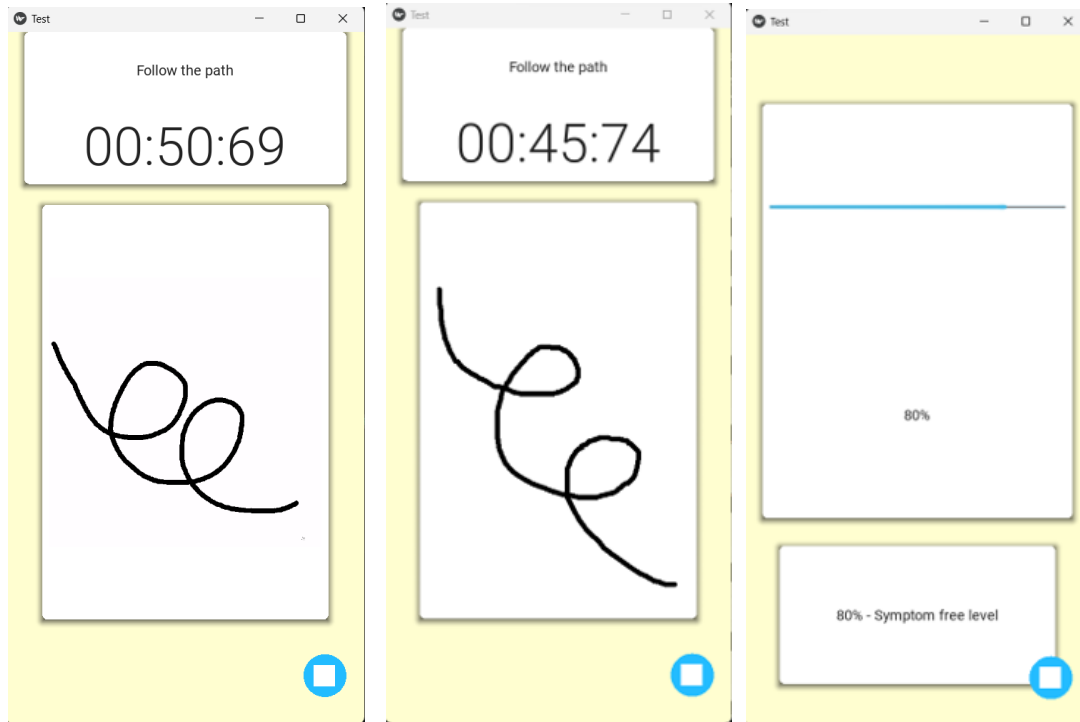 Test
Follow the path
00:50:69
Test
Follow the path
00:45:74
Test
80%
80% - Symptom free level